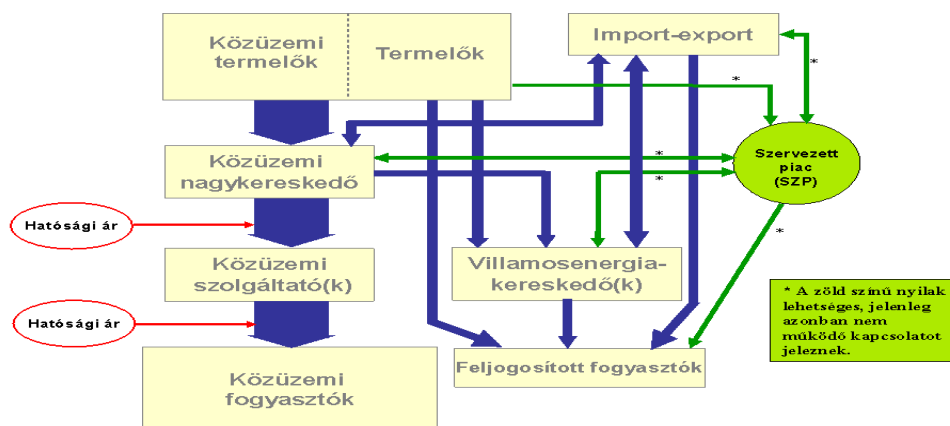 Közüzemi
termelők
Termelők
Import-export
*
*
Szervezett
piac
(SZP)
Közüzemi
nagykereskedő
*
*
Hatósági ár
*
Közüzemi
szolgáltató(k)
Villamosenergia-
kereskedő(k)
* A zöld színű nyilak
lehetséges, jelenleg
azonban nem
működő kapcsolatot
jeleznek.
Hatósági ár
Közüzemi
fogyasztók
Feljogosított fogyasztók